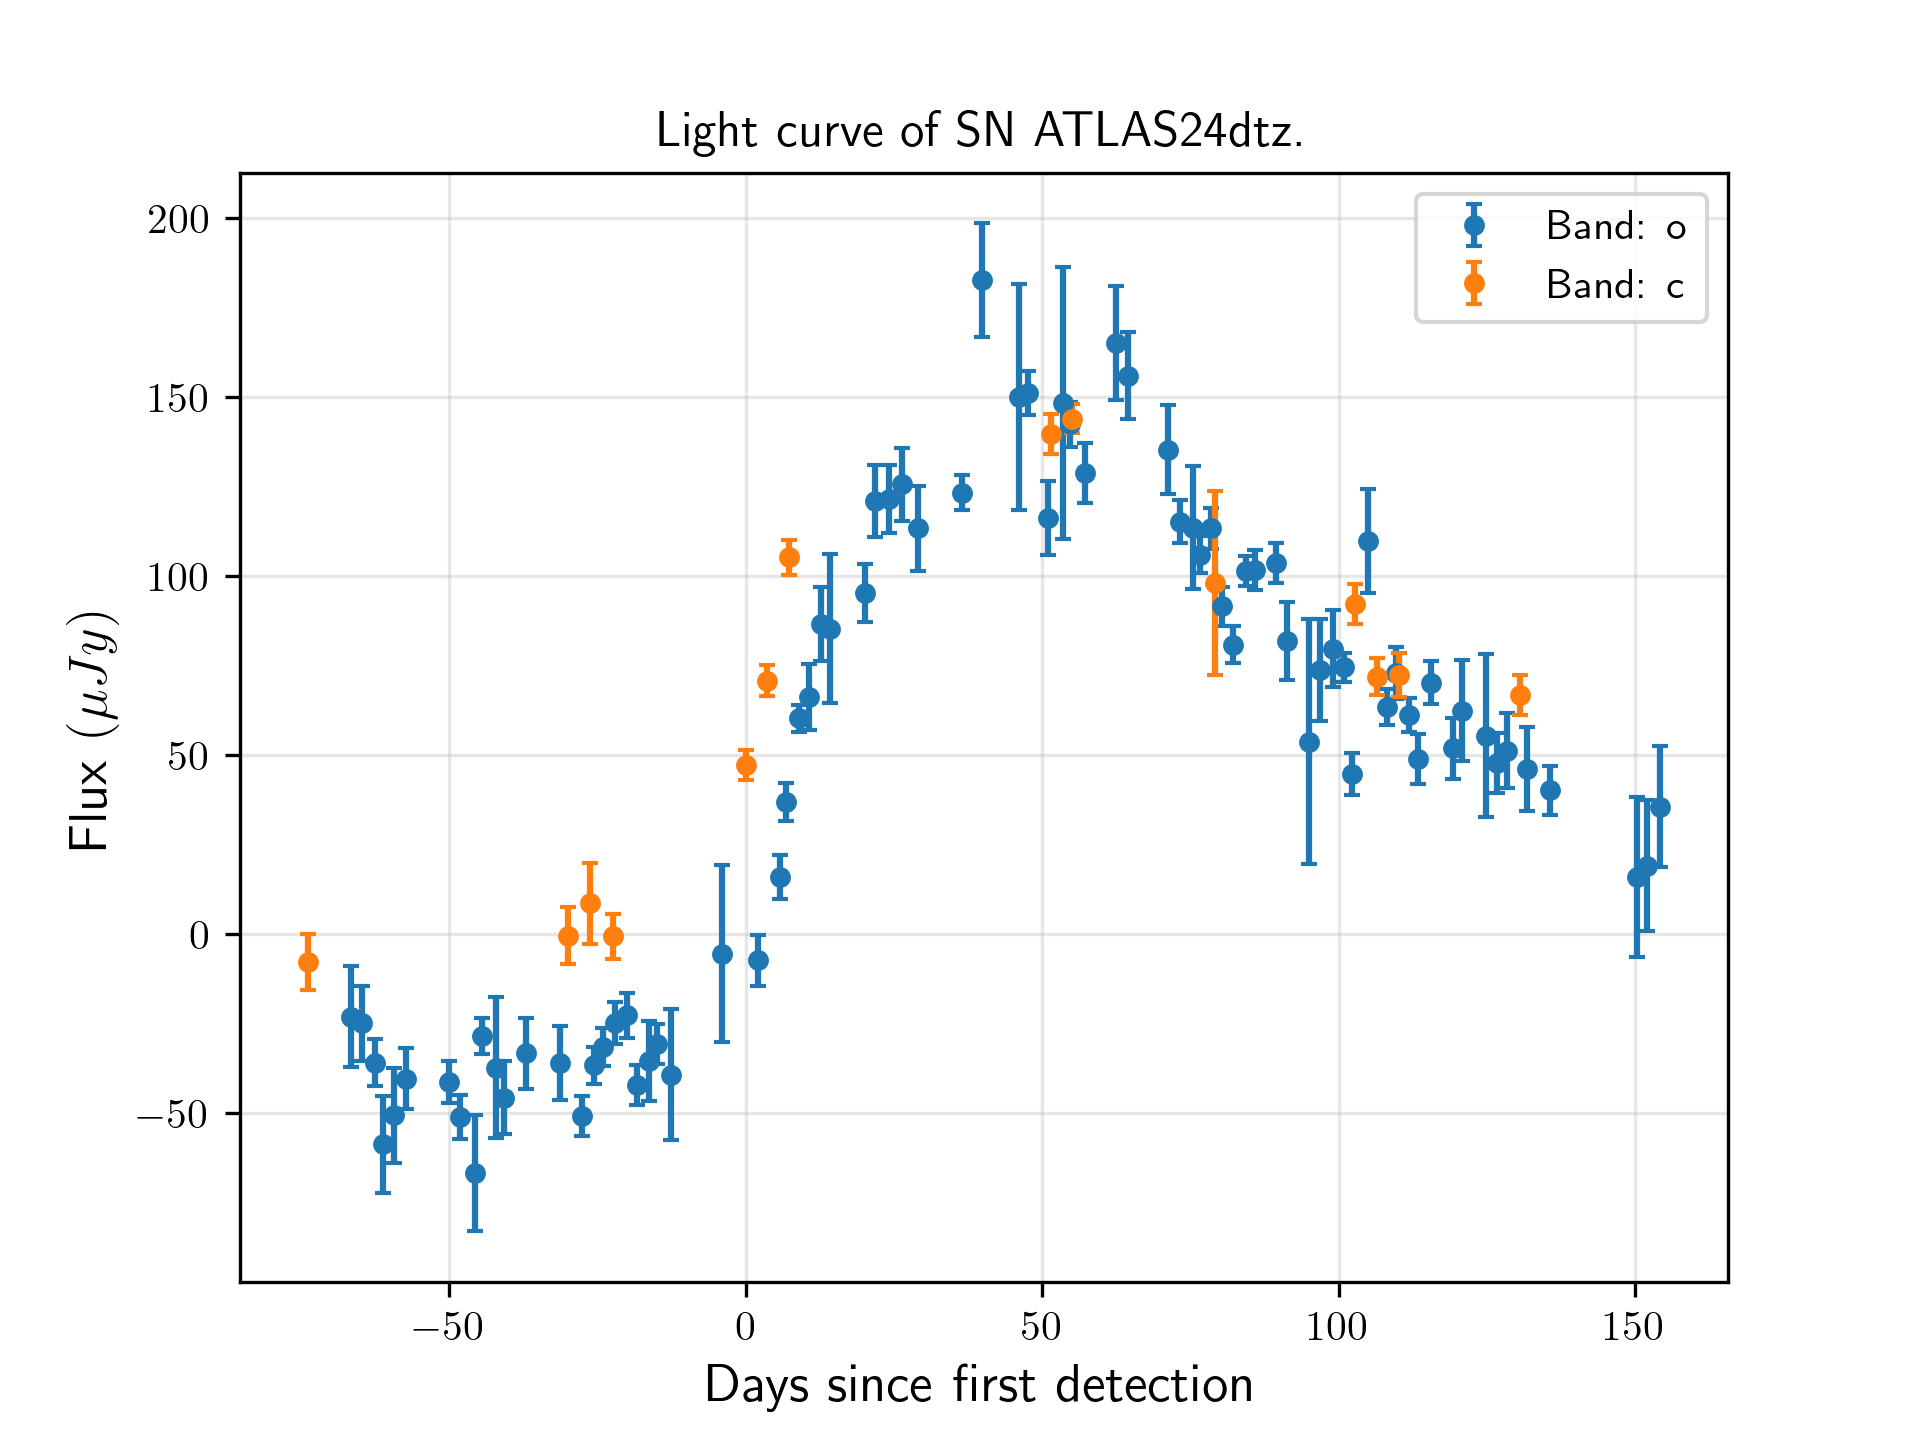 Light curve of SN ATLAS24dtz.
Band: o
Band: c
Flux (μJy)
200
150
100
50
0
−50
−50 0 50 100 150
Days since first detection